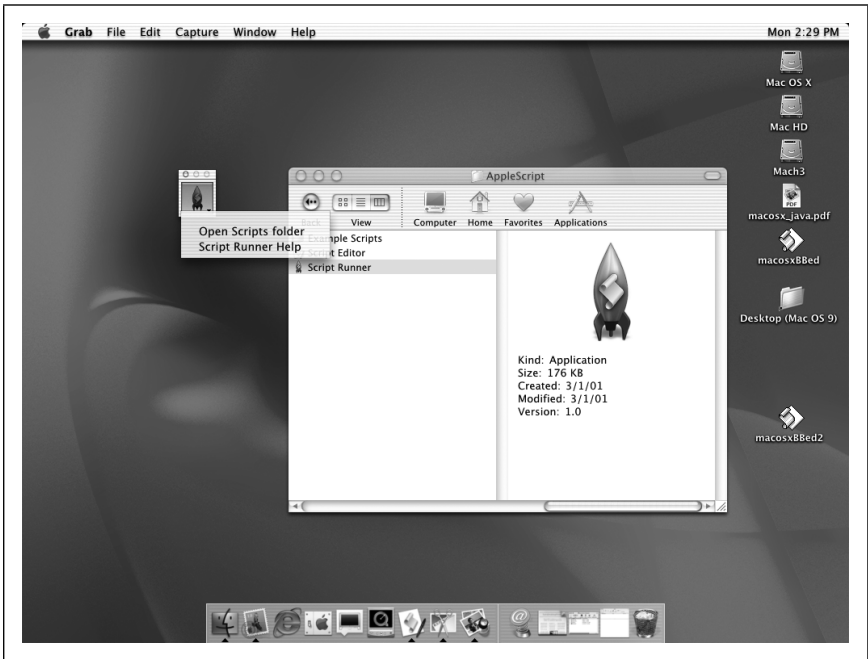 Grab File Edit Capture Window Help Mon 2:29 PM
Mac OS X
Mac HD
Mach3
PDF
macosx_java.pdf
macosxBBed
Desktop (Mac OS 9)
macosxBBed2
Open Scripts folder
Script Runner Help
AppleScript
Back View Computer Home Favorites Applications
Example Scripts
Script Editor
Script Runner
Kind: Application
Size: 176 KB
Created: 3/1/01
Modified: 3/1/01
Version: 1.0